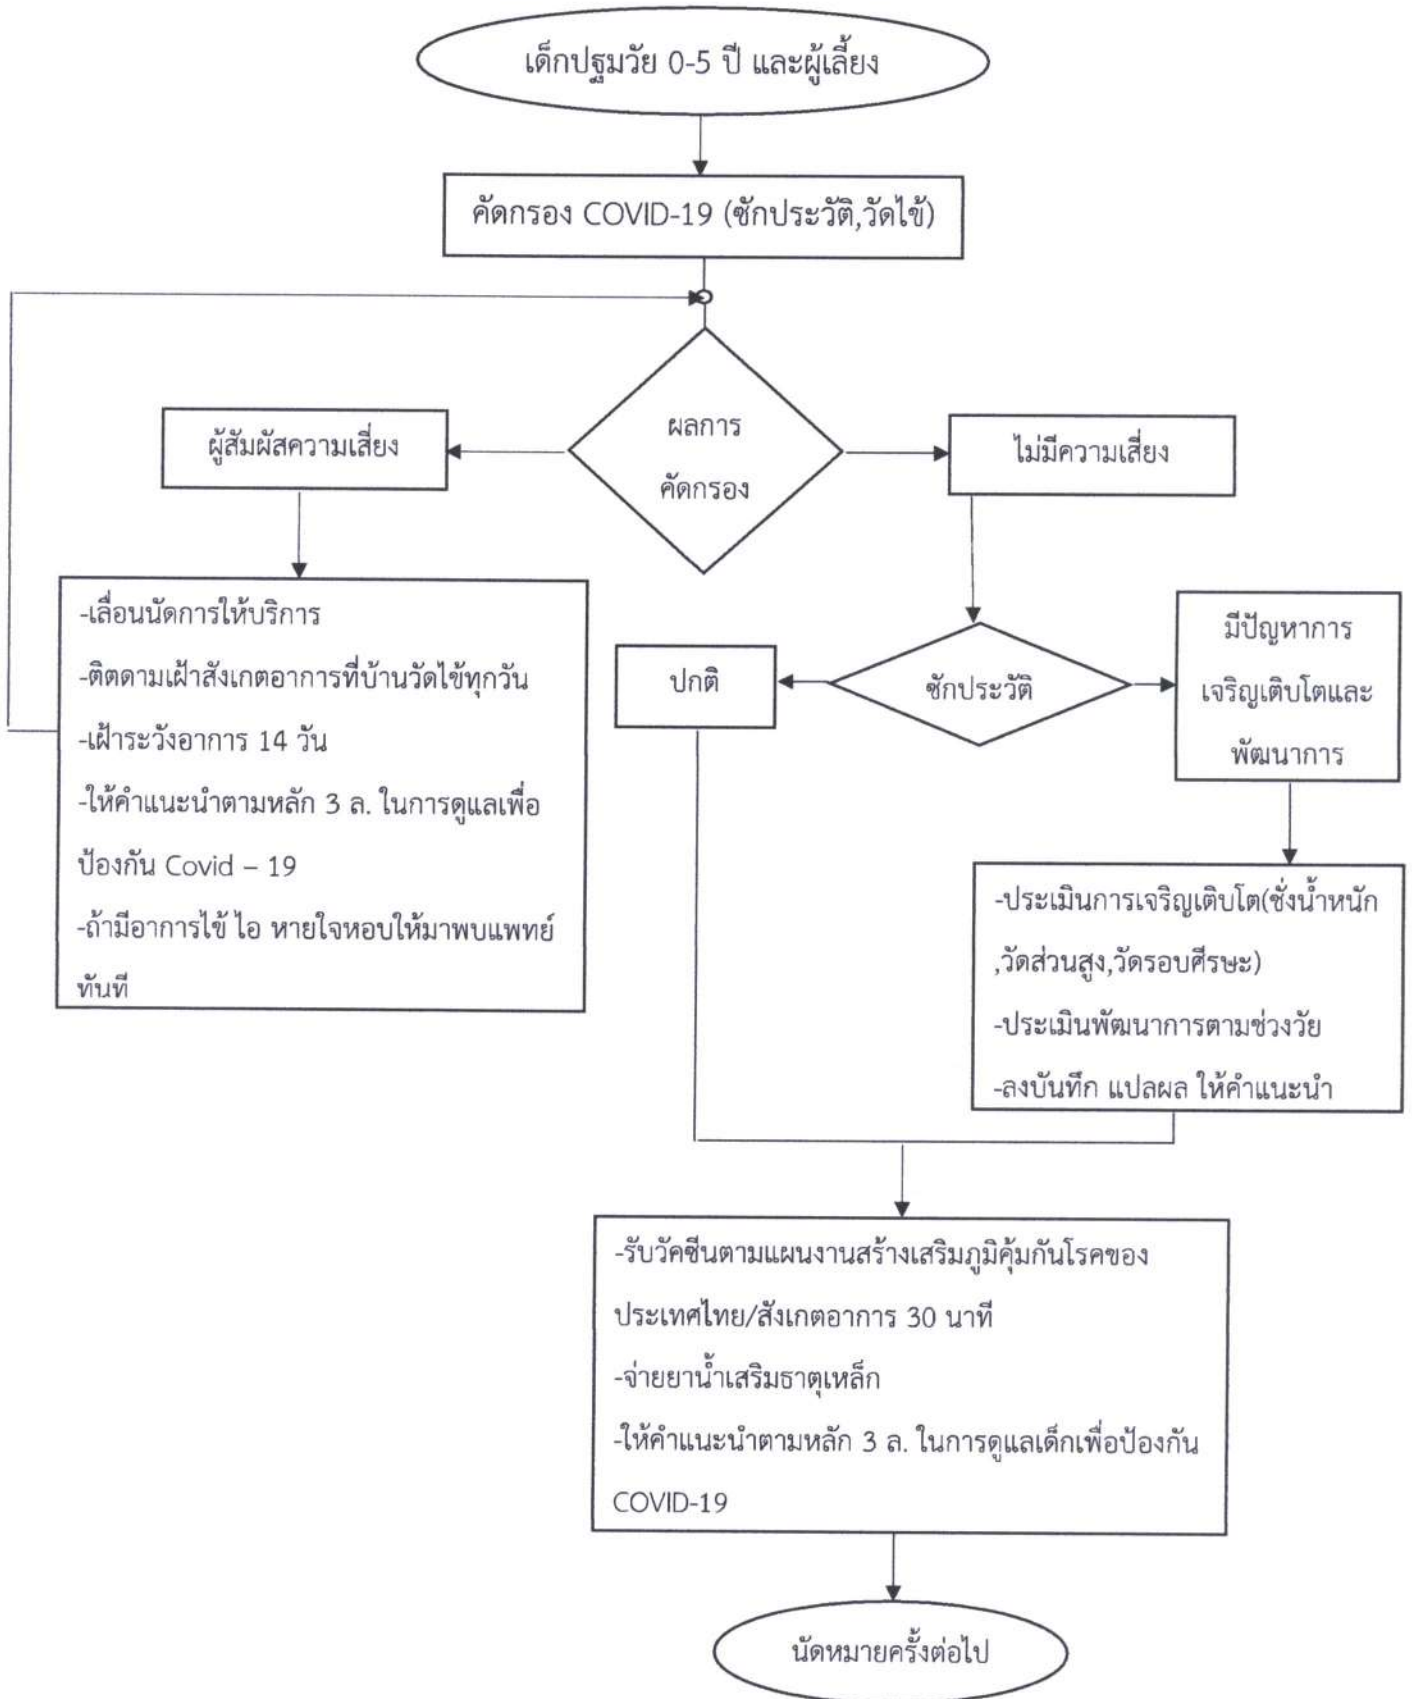 เด็กปฐมวัย 0-5 ปี และผู้เลี้ยง
คัดกรอง COVID-19 (ซักประวัติ,วัดไข้)
ผลการ
คัดกรอง
ผู้สัมผัสความเสี่ยง
ไม่มีความเสี่ยง
-เลื่อนนัดการให้บริการ
-ติตดามเฝ้าสังเกตอาการที่บ้านวัดไข้ทุกวัน
-เฝ้าระวังอาการ 14 วัน
-ให้คำแนะนำตามหลัก 3 ล. ในการดูแลเพื่อ
ป้องกัน Covid – 19
-ถ้ามีอาการไข้ ไอ หายใจหอบให้มาพบแพทย์
ทันที
ซักประวัติ
ปกติ
มีปัญหาการ
เจริญเติบโตและ
พัฒนาการ
-ประเมินการเจริญเติบโต(ชั่งน้ำหนัก
,วัดส่วนสูง,วัดรอบศีรษะ)
-ประเมินพัฒนาการตามช่วงวัย
-ลงบันทึก แปลผล ให้คำแนะนำ
-รับวัคซีนตามแผนงานสร้างเสริมภูมิคุ้มกันโรคของ
ประเทศไทย/สังเกตอาการ 30 นาที
-จ่ายยาน้ำเสริมธาตุเหล็ก
-ให้คำแนะนำตามหลัก 3 ล. ในการดูแลเด็กเพื่อป้องกัน
COVID-19
นัดหมายครั้งต่อไป